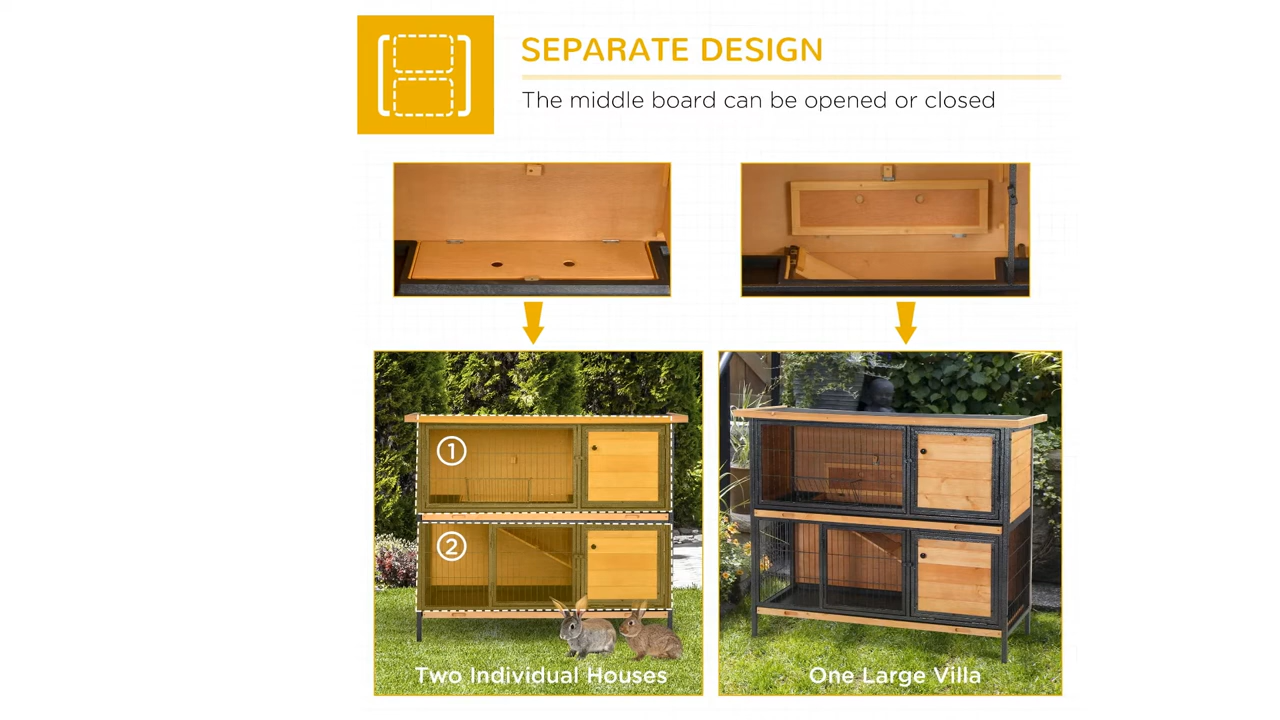 SEPARATE DESIGN
The middle board can be opened or closed
1
2
Two Individual Houses
One Large Villa